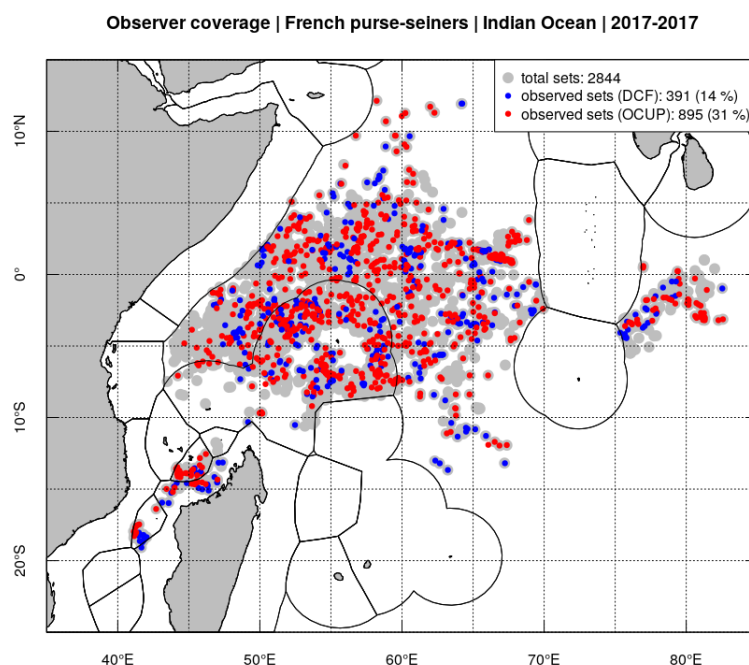 Observer coverage | French purse-seiners | Indian Ocean | 2017-2017
total sets: 2844
observed sets (DCF): 391 (14 %)
observed sets (OCUP): 895 (31 %)
10°N
0°
10°S
20°S
40°E
50°E
60°E
70°E
80°E